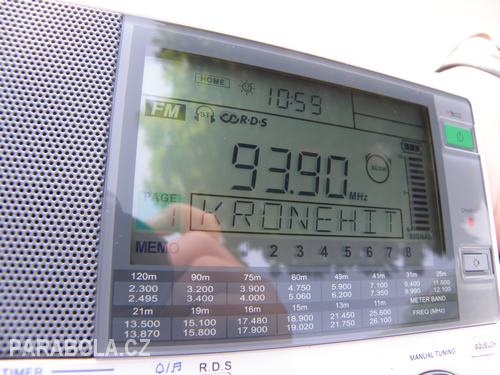 HOME 10:59
FM ST R·D·S
93.90 MHz
PAGE 1 KRONEHIT
SIGNAL
MEMO 1 2 3 4 5 6 7 8
120m 90m 75m 60m 49m 41m 31m 25m
2.300 3.200 3.900 4.750 5.900 7.100 9.400 11.600
2.495 3.400 4.000 5.060 6.200 7.350 9.990 12.100
21m 19m 16m 15m 13m 11m METER BAND
13.500 15.100 17.480 18.900 21.450 25.600 FREQ (MHz)
13.870 15.800 17.900 19.020 21.750 26.100
PARABOLA.CZ
TIMER R.D.S MANUAL TUNING SQUELCH